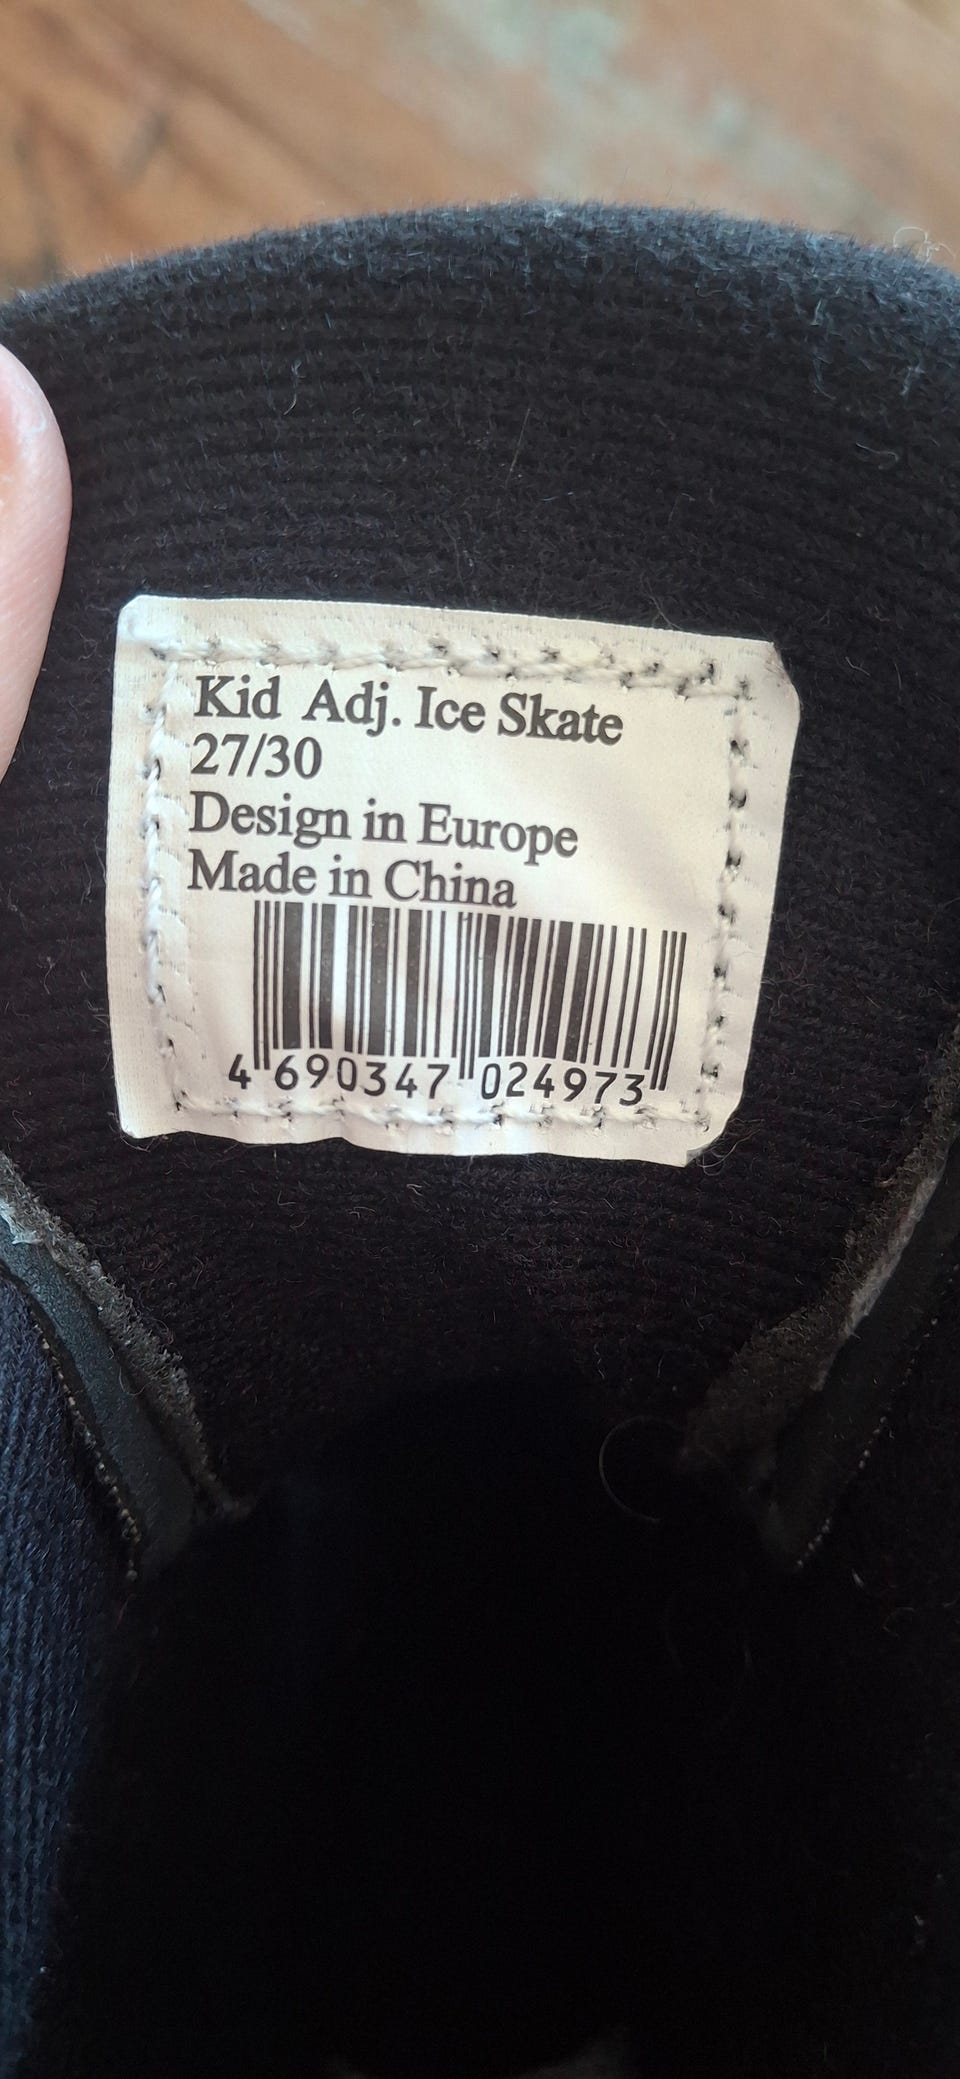 Kid Adj. Ice Skate
27/30
Design in Europe
Made in China
4 690347 024973